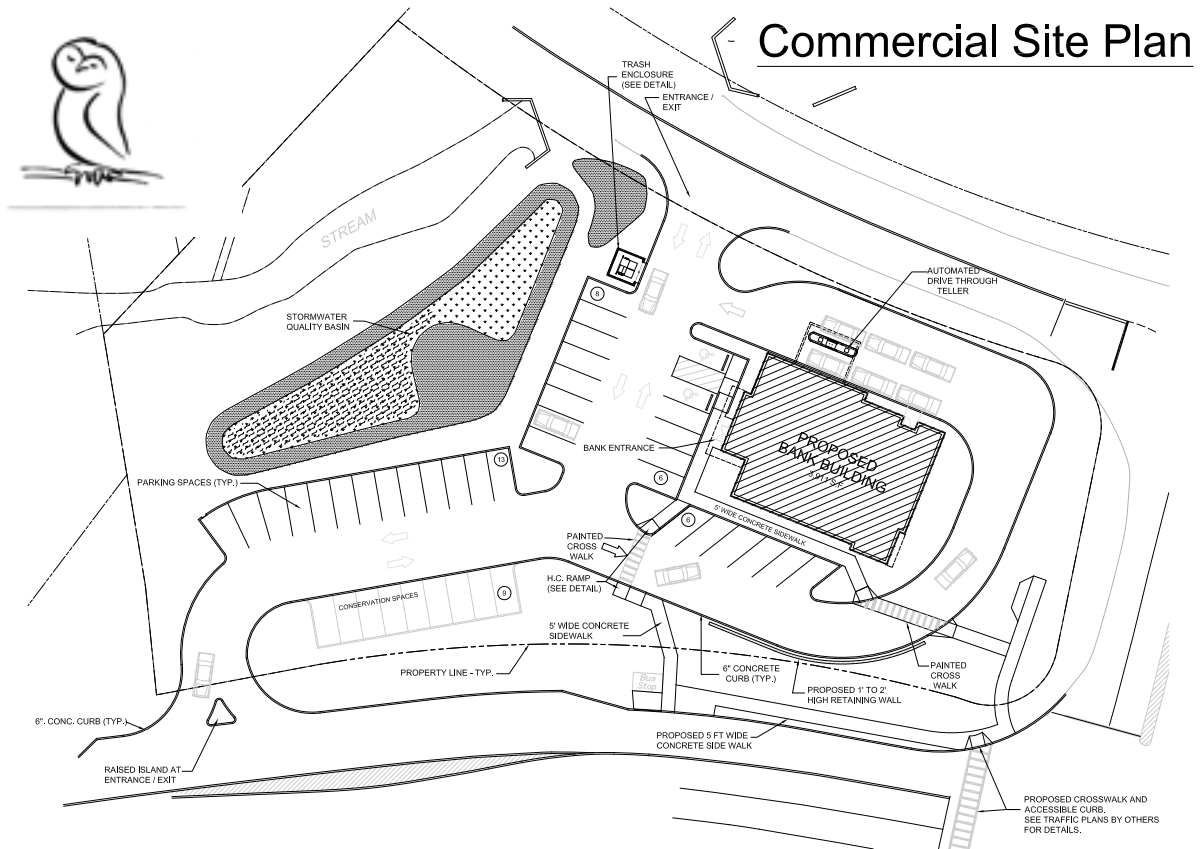 Commercial Site Plan
TRASH
ENCLOSURE
(SEE DETAIL)
ENTRANCE /
EXIT
STREAM
AUTOMATED
DRIVE THROUGH
TELLER
8
STORMWATER
QUALITY BASIN
PROPOSED
BANK BUILDING
BANK ENTRANCE
13
6
PARKING SPACES (TYP.)
6
5' WIDE CONCRETE SIDEWALK
PAINTED
CROSS
WALK
H.C. RAMP
(SEE DETAIL)
CONSERVATION SPACES
9
5' WIDE CONCRETE
SIDEWALK
PROPERTY LINE - TYP.
6" CONCRETE
CURB (TYP.)
PAINTED
CROSS
WALK
Bus
Stop
PROPOSED 1' TO 2'
HIGH RETAINING WALL
6". CONC. CURB (TYP.)
PROPOSED 5 FT WIDE
CONCRETE SIDE WALK
RAISED ISLAND AT
ENTRANCE / EXIT
PROPOSED CROSSWALK AND
ACCESSIBLE CURB.
SEE TRAFFIC PLANS BY OTHERS
FOR DETAILS.